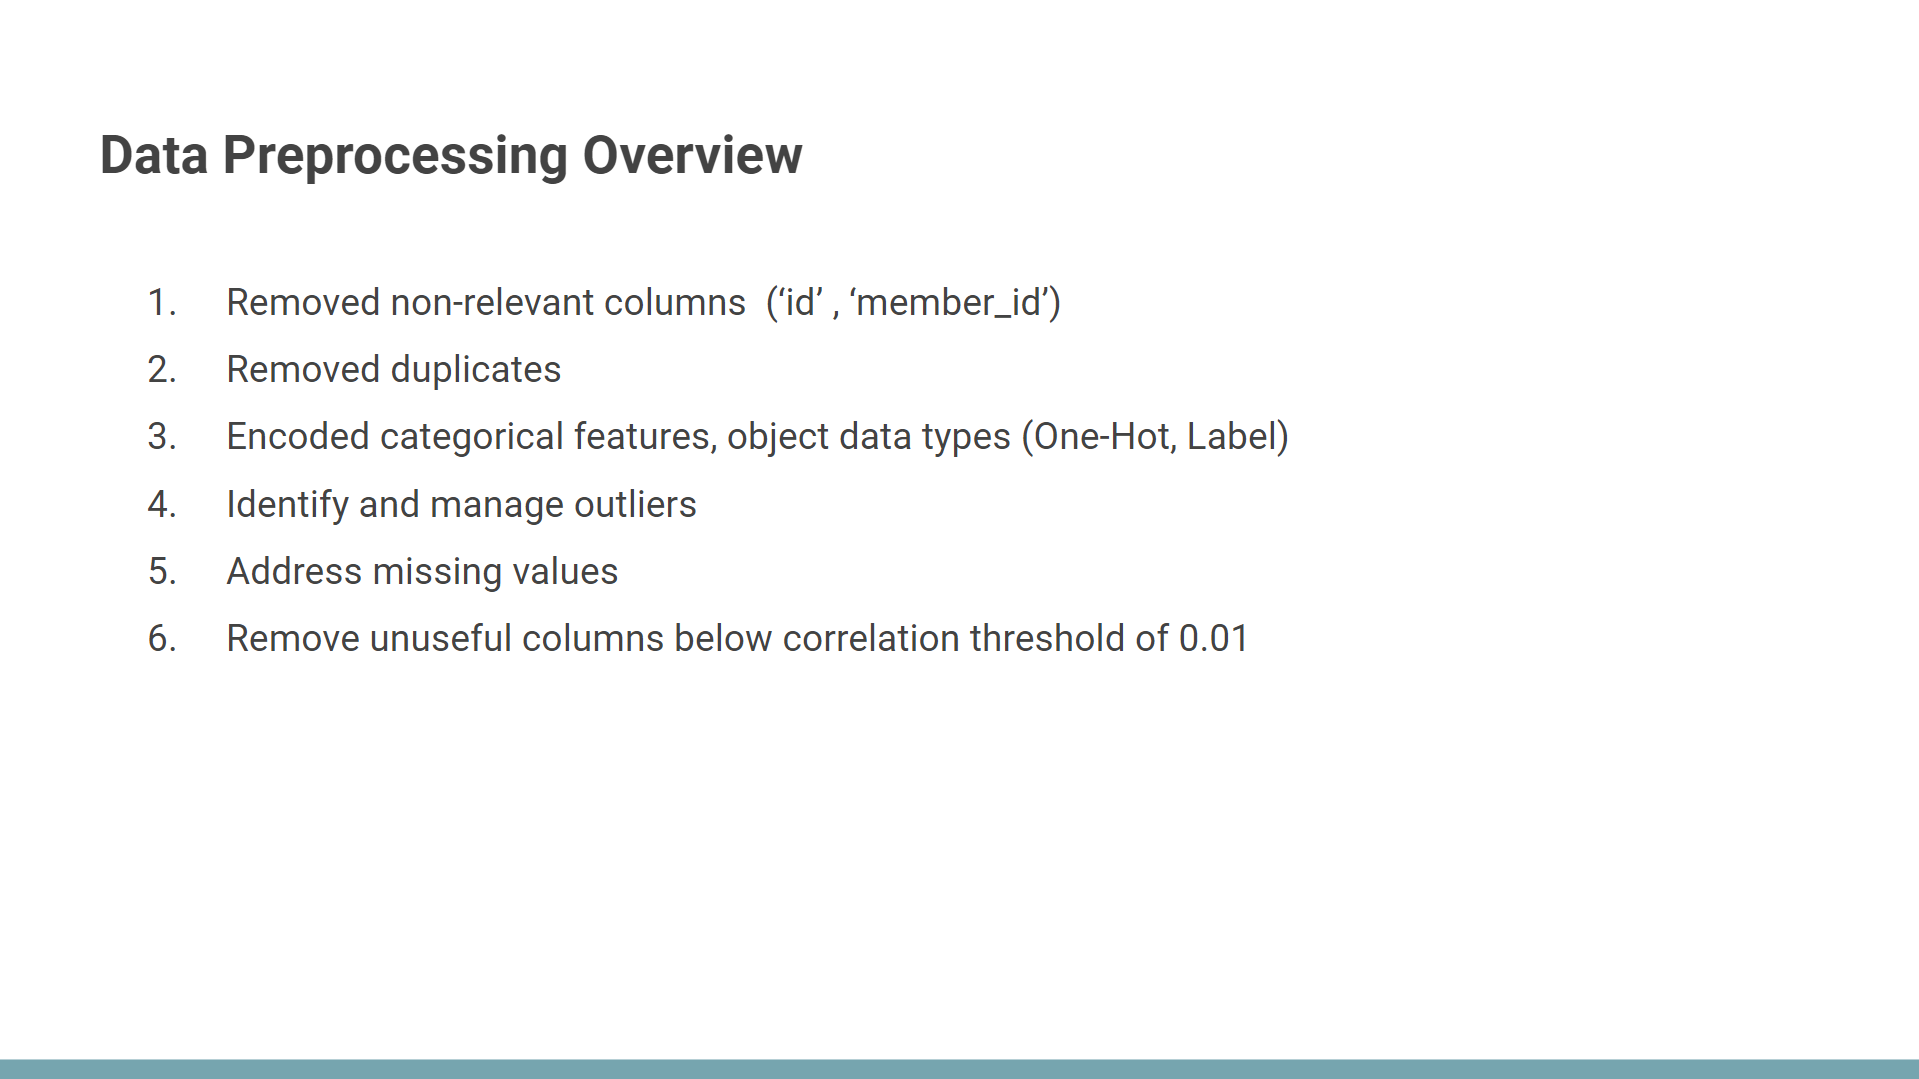 Data Preprocessing Overview
1. Removed non-relevant columns  (‘id’ , ‘member_id’)
2. Removed duplicates
3. Encoded categorical features, object data types (One-Hot, Label)
4. Identify and manage outliers
5. Address missing values
6. Remove unuseful columns below correlation threshold of 0.01